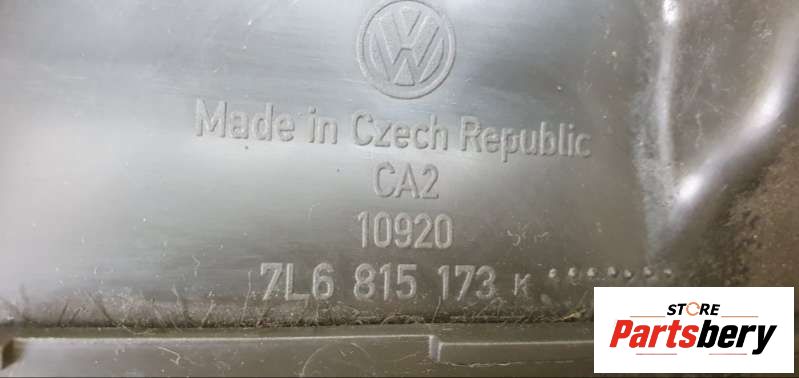 Made in Czech Republic
CA2
10920
7L6 815 173 K
STORE
Partsbery